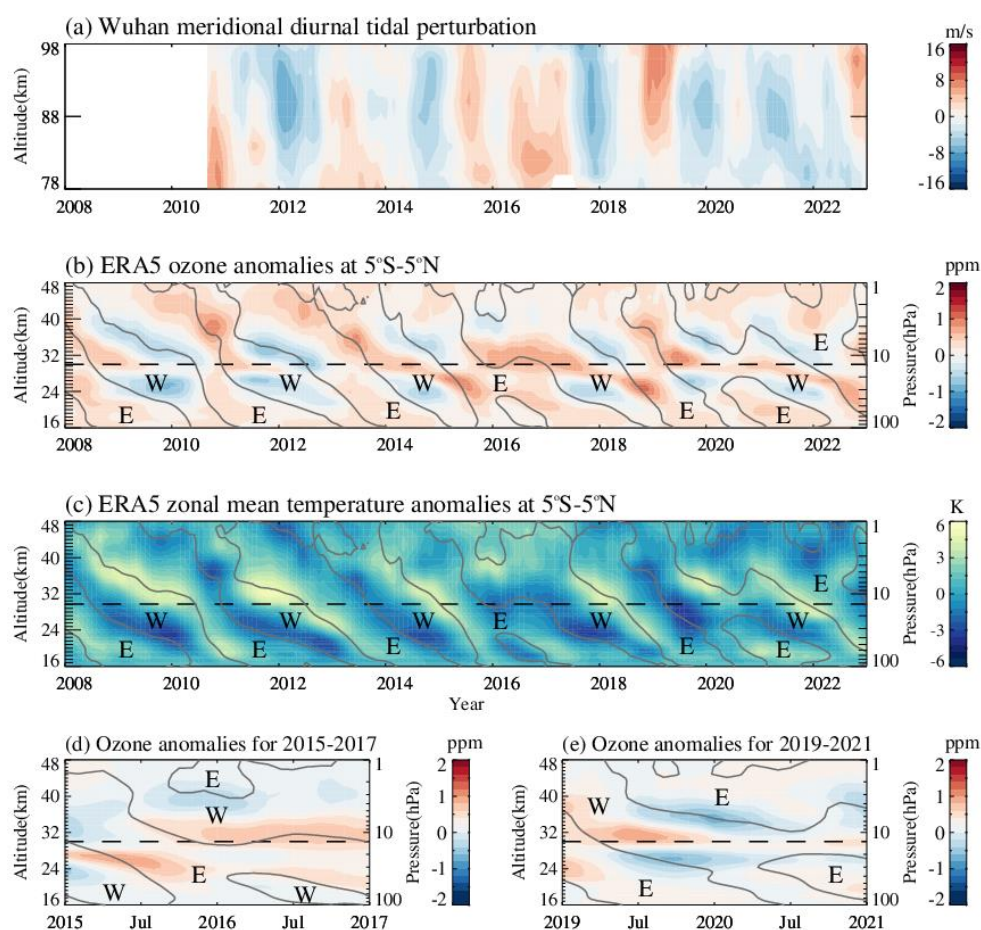 (a) Wuhan meridional diurnal tidal perturbation
m/s
98
88
78
Altitude(km)
16
8
0
-8
-16
2008 2010 2012 2014 2016 2018 2020 2022
(b) ERA5 ozone anomalies at 5°S-5°N
ppm
48
40
32
24
16
Altitude(km)
1
10
100
Pressure(hPa)
2
1
0
-1
-2
E
W W W E W W
E E E E E
2008 2010 2012 2014 2016 2018 2020 2022
(c) ERA5 zonal mean temperature anomalies at 5°S-5°N
K
48
40
32
24
16
Altitude(km)
1
10
100
Pressure(hPa)
6
3
0
-3
-6
E
W W W E W W
E E E E E
2008 2010 2012 2014 2016 2018 2020 2022
Year
(d) Ozone anomalies for 2015-2017
ppm
48
40
32
24
16
Altitude(km)
1
10
100
Pressure(hPa)
2
1
0
-1
-2
E
W
E
W W
2015 Jul 2016 Jul 2017
(e) Ozone anomalies for 2019-2021
ppm
48
40
32
24
16
Altitude(km)
1
10
100
Pressure(hPa)
2
1
0
-1
-2
W E
E E
2019 Jul 2020 Jul 2021